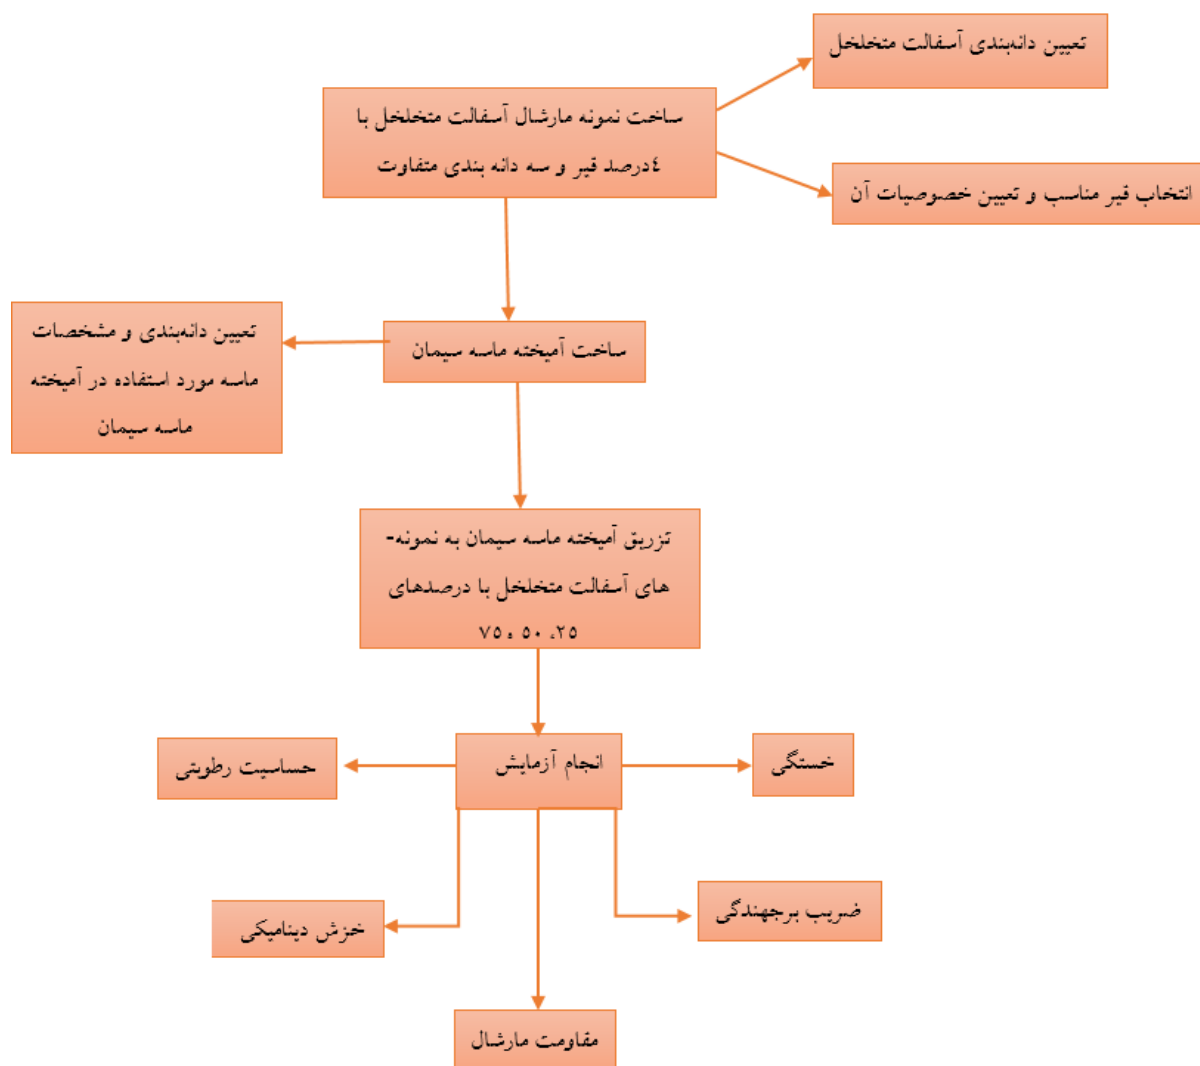 تعیین دانه‌بندی آسفالت متخلخل
ساخت نمونه مارشال آسفالت متخلخل با
٤درصد قیر و سه دانه بندی متفاوت
انتخاب قیر مناسب و تعیین خصوصیات آن
ساخت آمیخته ماسه سیمان
تعیین دانه‌بندی و مشخصات
ماسه مورد استفاده در آمیخته
ماسه سیمان
تزریق آمیخته ماسه سیمان به نمونه-
های آسفالت متخلخل با درصدهای
۲۵، ۵۰ و ۷۵
انجام آزمایش
خستگی
حساسیت رطوبتی
ضریب برجهندگی
خزش دینامیکی
مقاومت مارشال